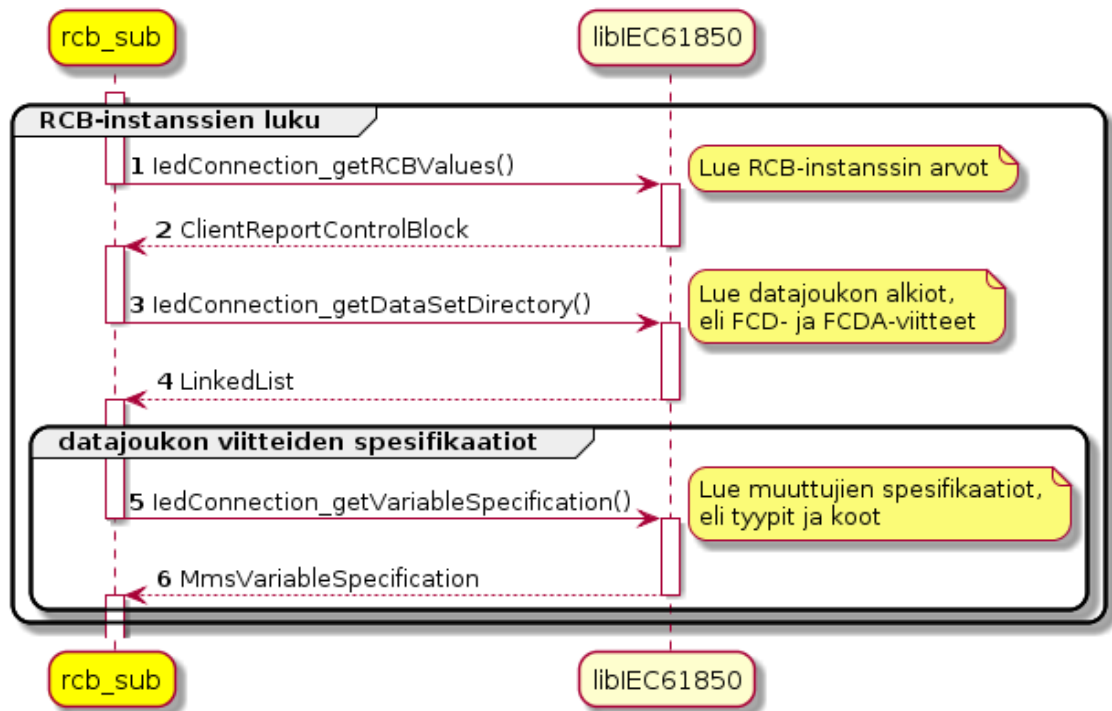 rcb_sub
libIEC61850
RCB-instanssien luku
1 IedConnection_getRCBValues()
Lue RCB-instanssin arvot
2 ClientReportControlBlock
3 IedConnection_getDataSetDirectory()
Lue datajoukon alkiot,
eli FCD- ja FCDA-viitteet
4 LinkedList
datajoukon viitteiden spesifikaatiot
5 IedConnection_getVariableSpecification()
Lue muuttujien spesifikaatiot,
eli tyypit ja koot
6 MmsVariableSpecification
rcb_sub
libIEC61850